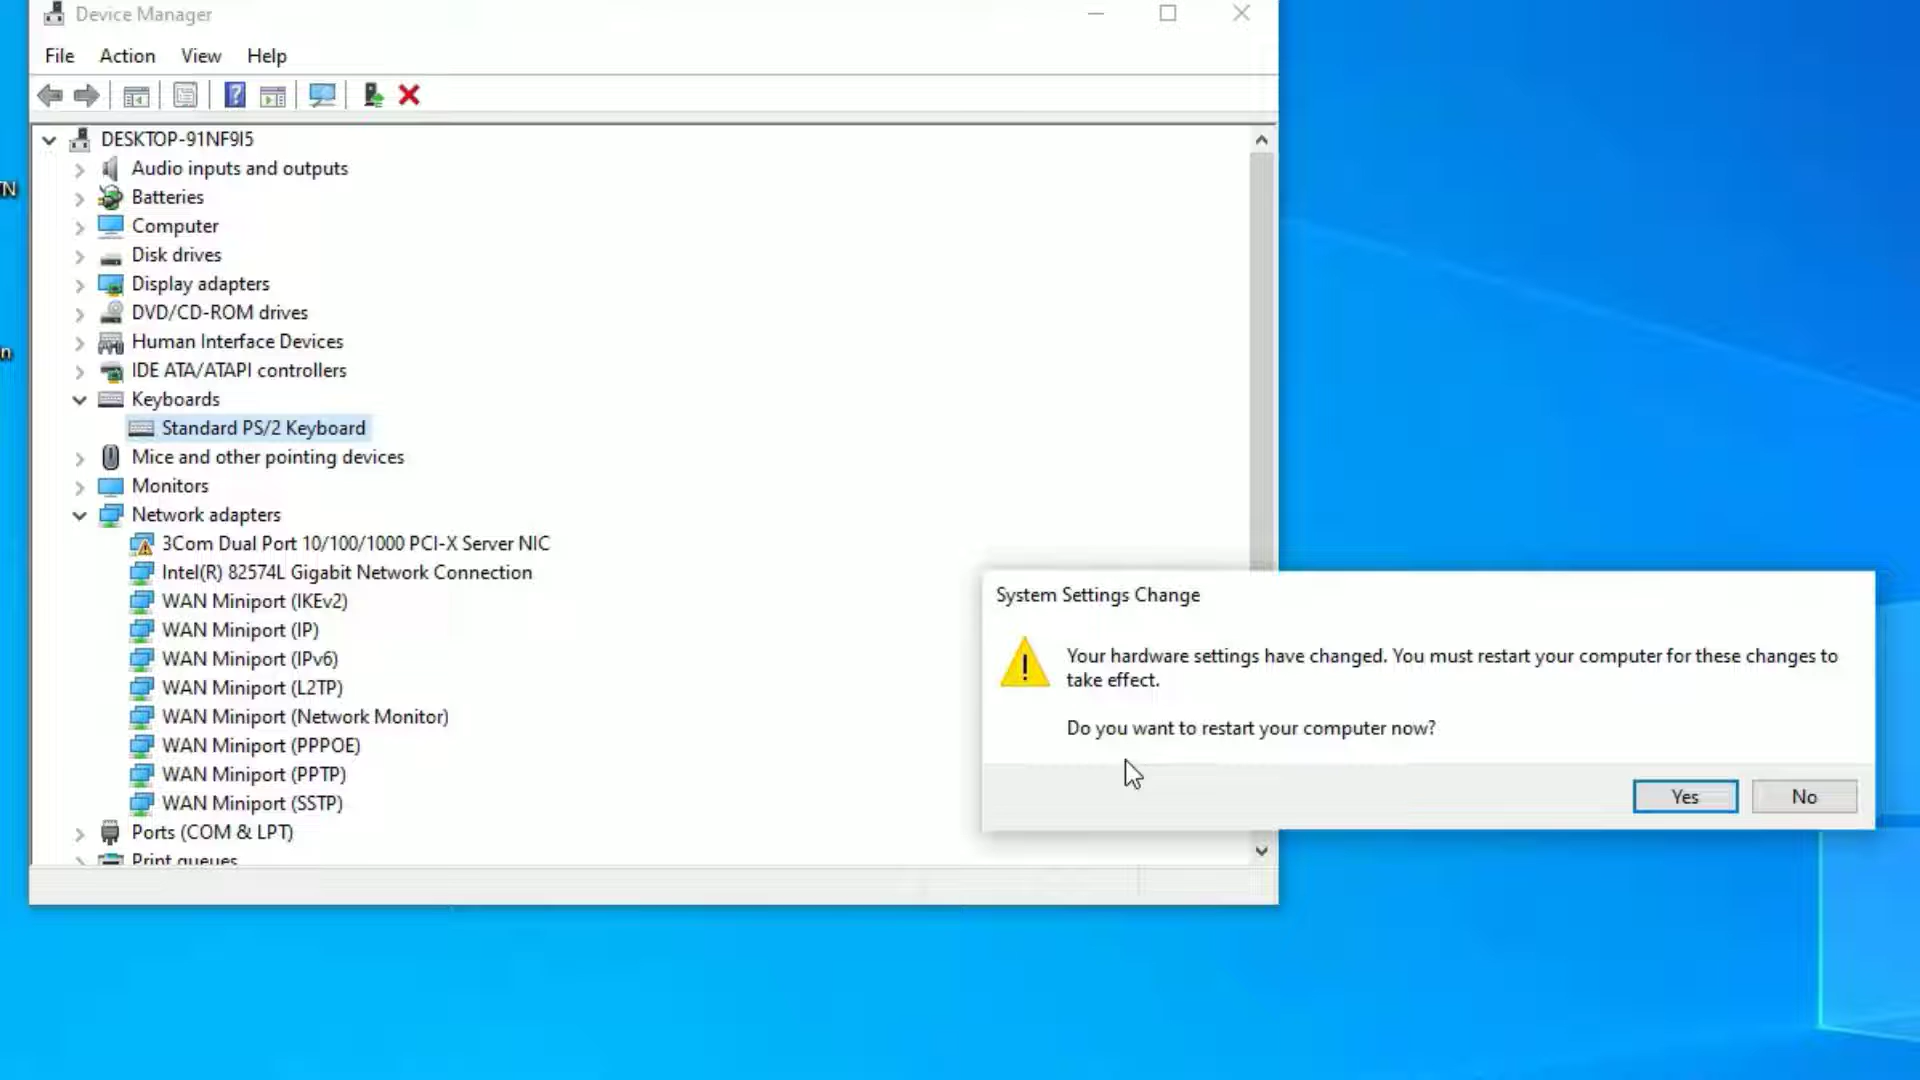 Device Manager
File Action View Help
DESKTOP-91NF9I5
Audio inputs and outputs
Batteries
Computer
Disk drives
Display adapters
DVD/CD-ROM drives
Human Interface Devices
IDE ATA/ATAPI controllers
Keyboards
Standard PS/2 Keyboard
Mice and other pointing devices
Monitors
Network adapters
3Com Dual Port 10/100/1000 PCI-X Server NIC
Intel(R) 82574L Gigabit Network Connection
WAN Miniport (IKEv2)
WAN Miniport (IP)
WAN Miniport (IPv6)
WAN Miniport (L2TP)
WAN Miniport (Network Monitor)
WAN Miniport (PPPOE)
WAN Miniport (PPTP)
WAN Miniport (SSTP)
Ports (COM & LPT)
Print queues
System Settings Change
Your hardware settings have changed. You must restart your computer for these changes to
take effect.
Do you want to restart your computer now?
Yes No